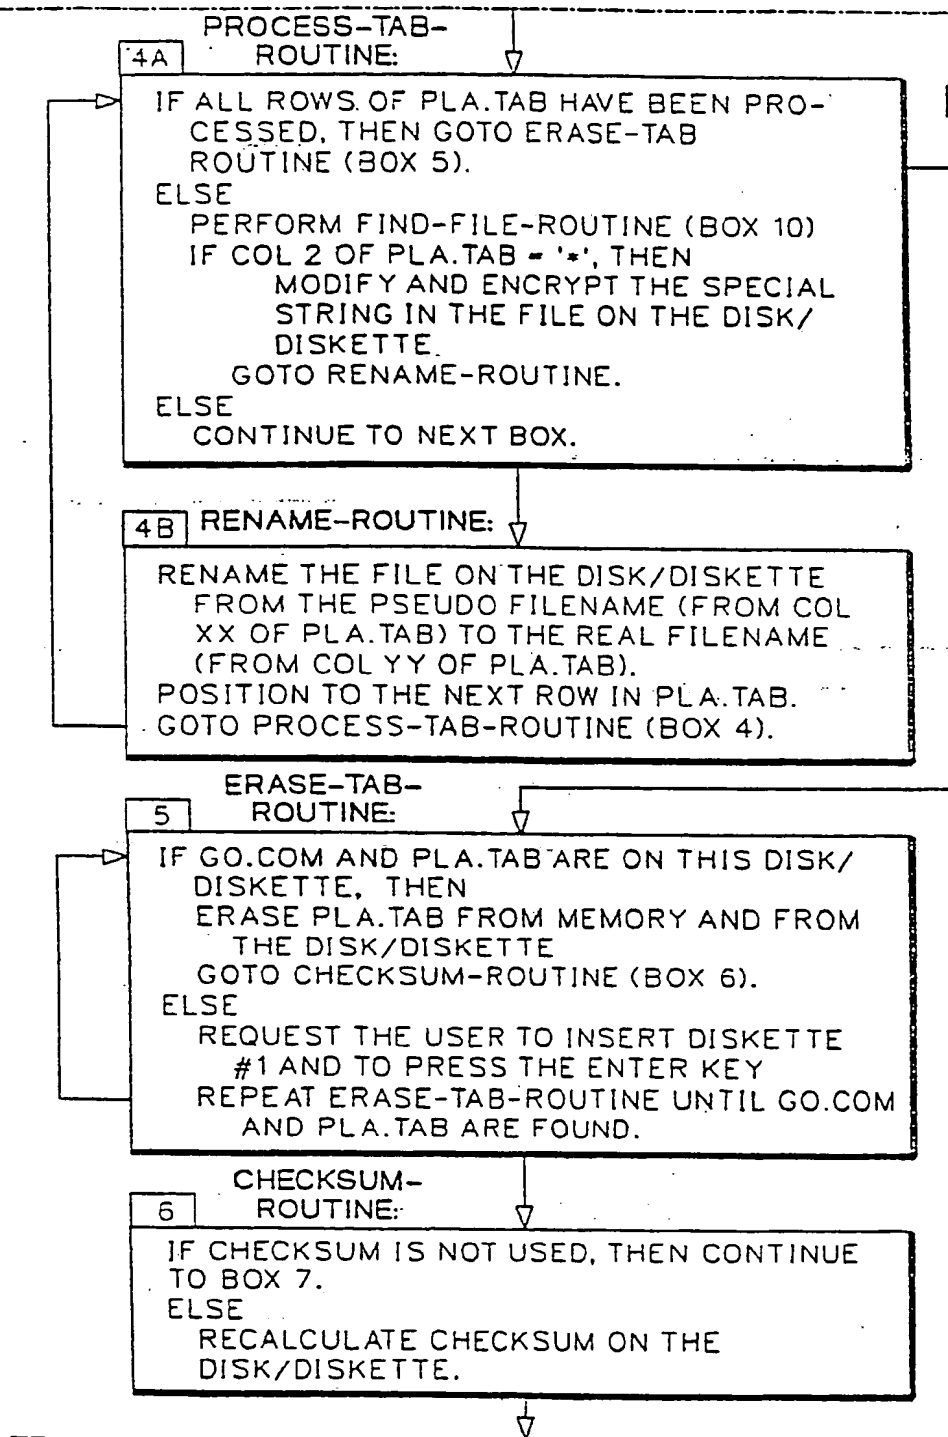 PROCESS-TAB-
ROUTINE:
4A
IF ALL ROWS OF PLA.TAB HAVE BEEN PRO-
CESSED, THEN GOTO ERASE-TAB
ROUTINE (BOX 5).
ELSE
PERFORM FIND-FILE-ROUTINE (BOX 10)
IF COL 2 OF PLA.TAB = '*', THEN
MODIFY AND ENCRYPT THE SPECIAL
STRING IN THE FILE ON THE DISK/
DISKETTE.
GOTO RENAME-ROUTINE.
ELSE
CONTINUE TO NEXT BOX.
4B RENAME-ROUTINE:
RENAME THE FILE ON THE DISK/DISKETTE
FROM THE PSEUDO FILENAME (FROM COL
XX OF PLA.TAB) TO THE REAL FILENAME
(FROM COL YY OF PLA.TAB).
POSITION TO THE NEXT ROW IN PLA.TAB.
GOTO PROCESS-TAB-ROUTINE (BOX 4).
ERASE-TAB-
ROUTINE:
5
IF GO.COM AND PLA.TAB ARE ON THIS DISK/
DISKETTE, THEN
ERASE PLA.TAB FROM MEMORY AND FROM
THE DISK/DISKETTE
GOTO CHECKSUM-ROUTINE (BOX 6).
ELSE
REQUEST THE USER TO INSERT DISKETTE
#1 AND TO PRESS THE ENTER KEY
REPEAT ERASE-TAB-ROUTINE UNTIL GO.COM
AND PLA.TAB ARE FOUND.
CHECKSUM-
ROUTINE:
6
IF CHECKSUM IS NOT USED, THEN CONTINUE
TO BOX 7.
ELSE
RECALCULATE CHECKSUM ON THE
DISK/DISKETTE.